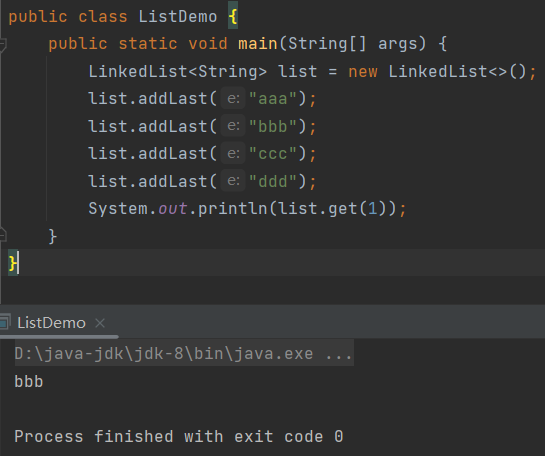 public class ListDemo {
    public static void main(String[] args) {
        LinkedList<String> list = new LinkedList<>();
        list.addLast( e: "aaa");
        list.addLast( e: "bbb");
        list.addLast( e: "ccc");
        list.addLast( e: "ddd");
        System.out.println(list.get(1));
    }
}
ListDemo ×
D:\java-jdk\jdk-8\bin\java.exe ...
bbb
Process finished with exit code 0